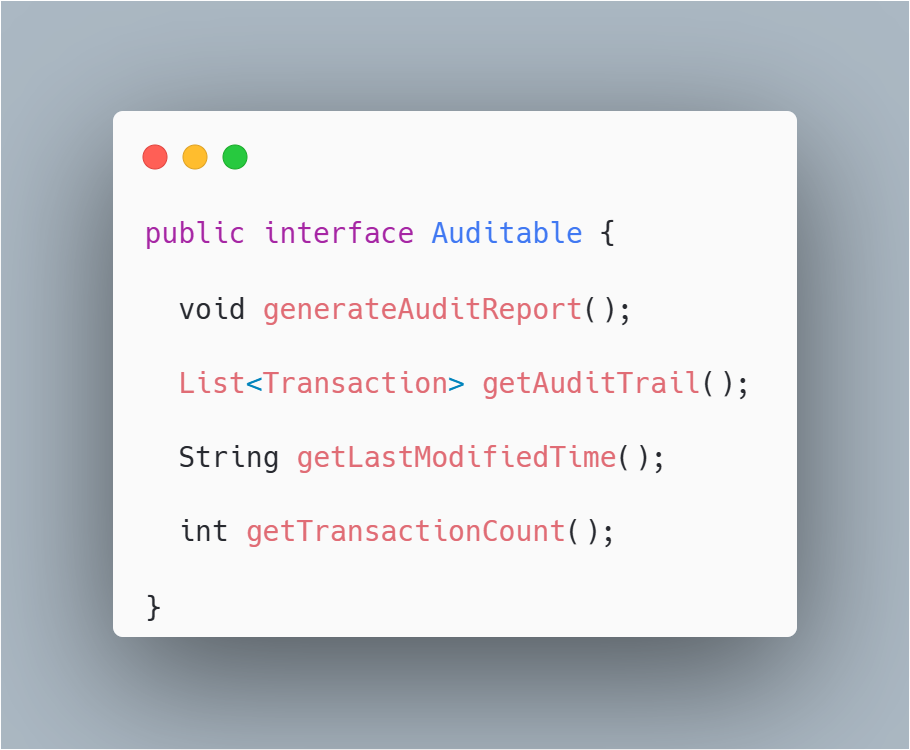 public interface Auditable {
void generateAuditReport();
List<Transaction> getAuditTrail();
String getLastModifiedTime();
int getTransactionCount();
}